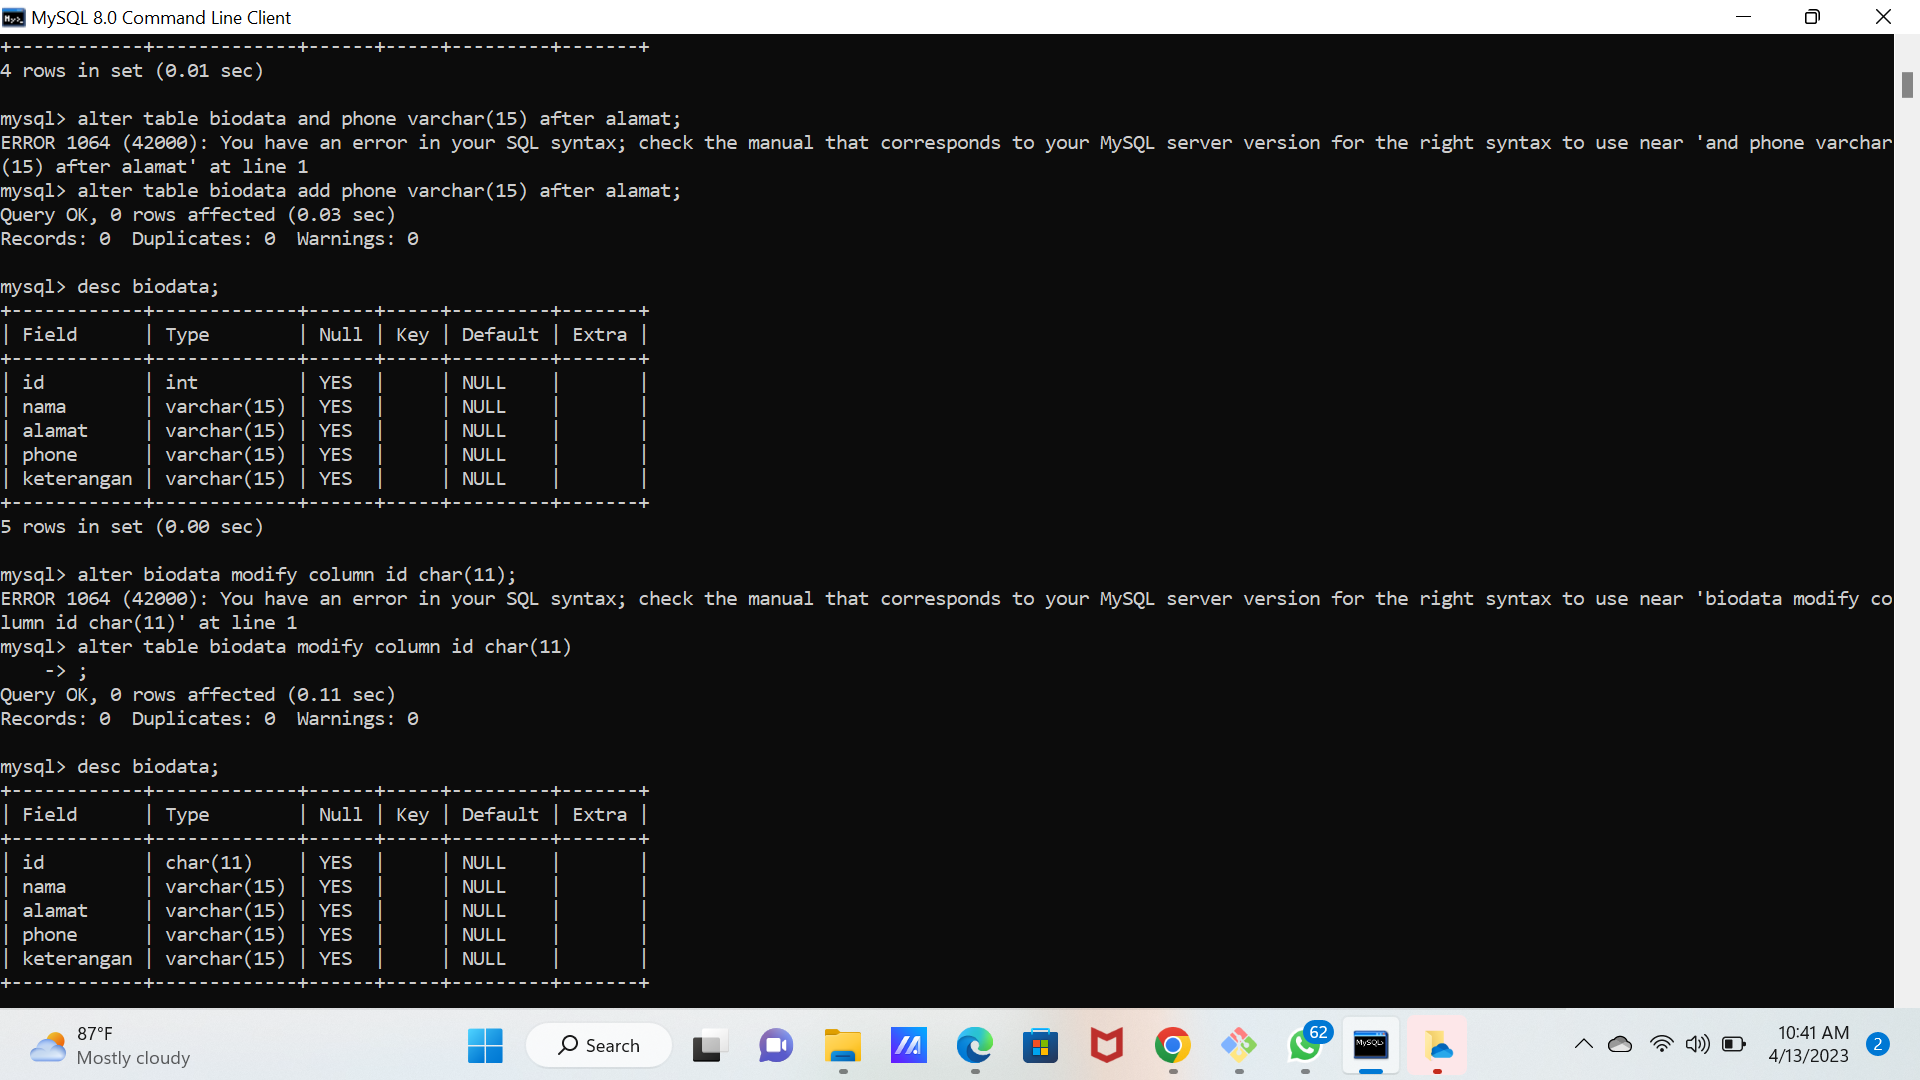 MySQL 8.0 Command Line Client
+------------+-------------+------+-----+---------+-------+
4 rows in set (0.01 sec)
mysql> alter table biodata and phone varchar(15) after alamat;
ERROR 1064 (42000): You have an error in your SQL syntax; check the manual that corresponds to your MySQL server version for the right syntax to use near 'and phone varchar
(15) after alamat' at line 1
mysql> alter table biodata add phone varchar(15) after alamat;
Query OK, 0 rows affected (0.03 sec)
Records: 0  Duplicates: 0  Warnings: 0
mysql> desc biodata;
+------------+-------------+------+-----+---------+-------+
| Field      | Type        | Null | Key | Default | Extra |
+------------+-------------+------+-----+---------+-------+
| id         | int         | YES  |     | NULL    |       |
| nama       | varchar(15) | YES  |     | NULL    |       |
| alamat     | varchar(15) | YES  |     | NULL    |       |
| phone      | varchar(15) | YES  |     | NULL    |       |
| keterangan | varchar(15) | YES  |     | NULL    |       |
+------------+-------------+------+-----+---------+-------+
5 rows in set (0.00 sec)
mysql> alter biodata modify column id char(11);
ERROR 1064 (42000): You have an error in your SQL syntax; check the manual that corresponds to your MySQL server version for the right syntax to use near 'biodata modify co
lumn id char(11)' at line 1
mysql> alter table biodata modify column id char(11)
    -> ;
Query OK, 0 rows affected (0.11 sec)
Records: 0  Duplicates: 0  Warnings: 0
mysql> desc biodata;
+------------+-------------+------+-----+---------+-------+
| Field      | Type        | Null | Key | Default | Extra |
+------------+-------------+------+-----+---------+-------+
| id         | char(11)    | YES  |     | NULL    |       |
| nama       | varchar(15) | YES  |     | NULL    |       |
| alamat     | varchar(15) | YES  |     | NULL    |       |
| phone      | varchar(15) | YES  |     | NULL    |       |
| keterangan | varchar(15) | YES  |     | NULL    |       |
+------------+-------------+------+-----+---------+-------+
87°F
Mostly cloudy
Search
62
MySQL>
10:41 AM
4/13/2023
2